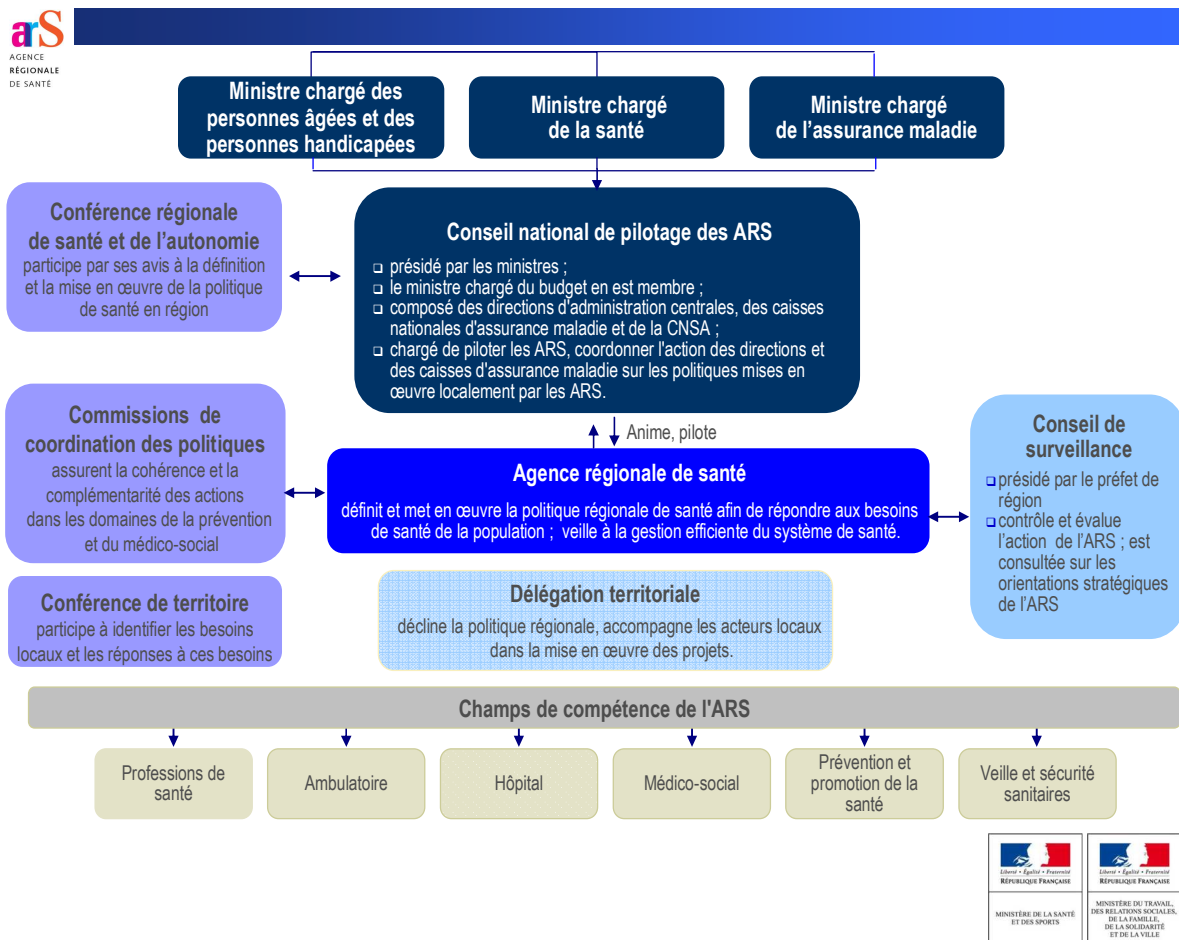 arS
AGENCE
RÉGIONALE
DE SANTÉ
Ministre chargé des
personnes âgées et des
personnes handicapées
Ministre chargé
de la santé
Ministre chargé
de l'assurance maladie
Conférence régionale
de santé et de l'autonomie
participe par ses avis à la définition
et la mise en œuvre de la politique
de santé en région
Conseil national de pilotage des ARS
❑ présidé par les ministres ;
❑ le ministre chargé du budget en est membre ;
❑ composé des directions d'administration centrales, des caisses
nationales d'assurance maladie et de la CNSA ;
❑ chargé de piloter les ARS, coordonner l'action des directions et
des caisses d'assurance maladie sur les politiques mises en
œuvre localement par les ARS.
Commissions de
coordination des politiques
assurent la cohérence et la
complémentarité des actions
dans les domaines de la prévention
et du médico-social
Anime, pilote
Agence régionale de santé
définit et met en œuvre la politique régionale de santé afin de répondre aux besoins
de santé de la population ; veille à la gestion efficiente du système de santé.
Conseil de
surveillance
❑ présidé par le préfet de
région
❑ contrôle et évalue
l'action de l'ARS ; est
consultée sur les
orientations stratégiques
de l'ARS
Conférence de territoire
participe à identifier les besoins
locaux et les réponses à ces besoins
Délégation territoriale
décline la politique régionale, accompagne les acteurs locaux
dans la mise en œuvre des projets.
Champs de compétence de l'ARS
Professions de
santé
Ambulatoire
Hôpital
Médico-social
Prévention et
promotion de la
santé
Veille et sécurité
sanitaires
Liberté • Égalité • Fraternité
RÉPUBLIQUE FRANÇAISE
MINISTÈRE DE LA SANTÉ
ET DES SPORTS
Liberté • Égalité • Fraternité
RÉPUBLIQUE FRANÇAISE
MINISTÈRE DU TRAVAIL,
DES RELATIONS SOCIALES,
DE LA FAMILLE,
DE LA SOLIDARITÉ
ET DE LA VILLE